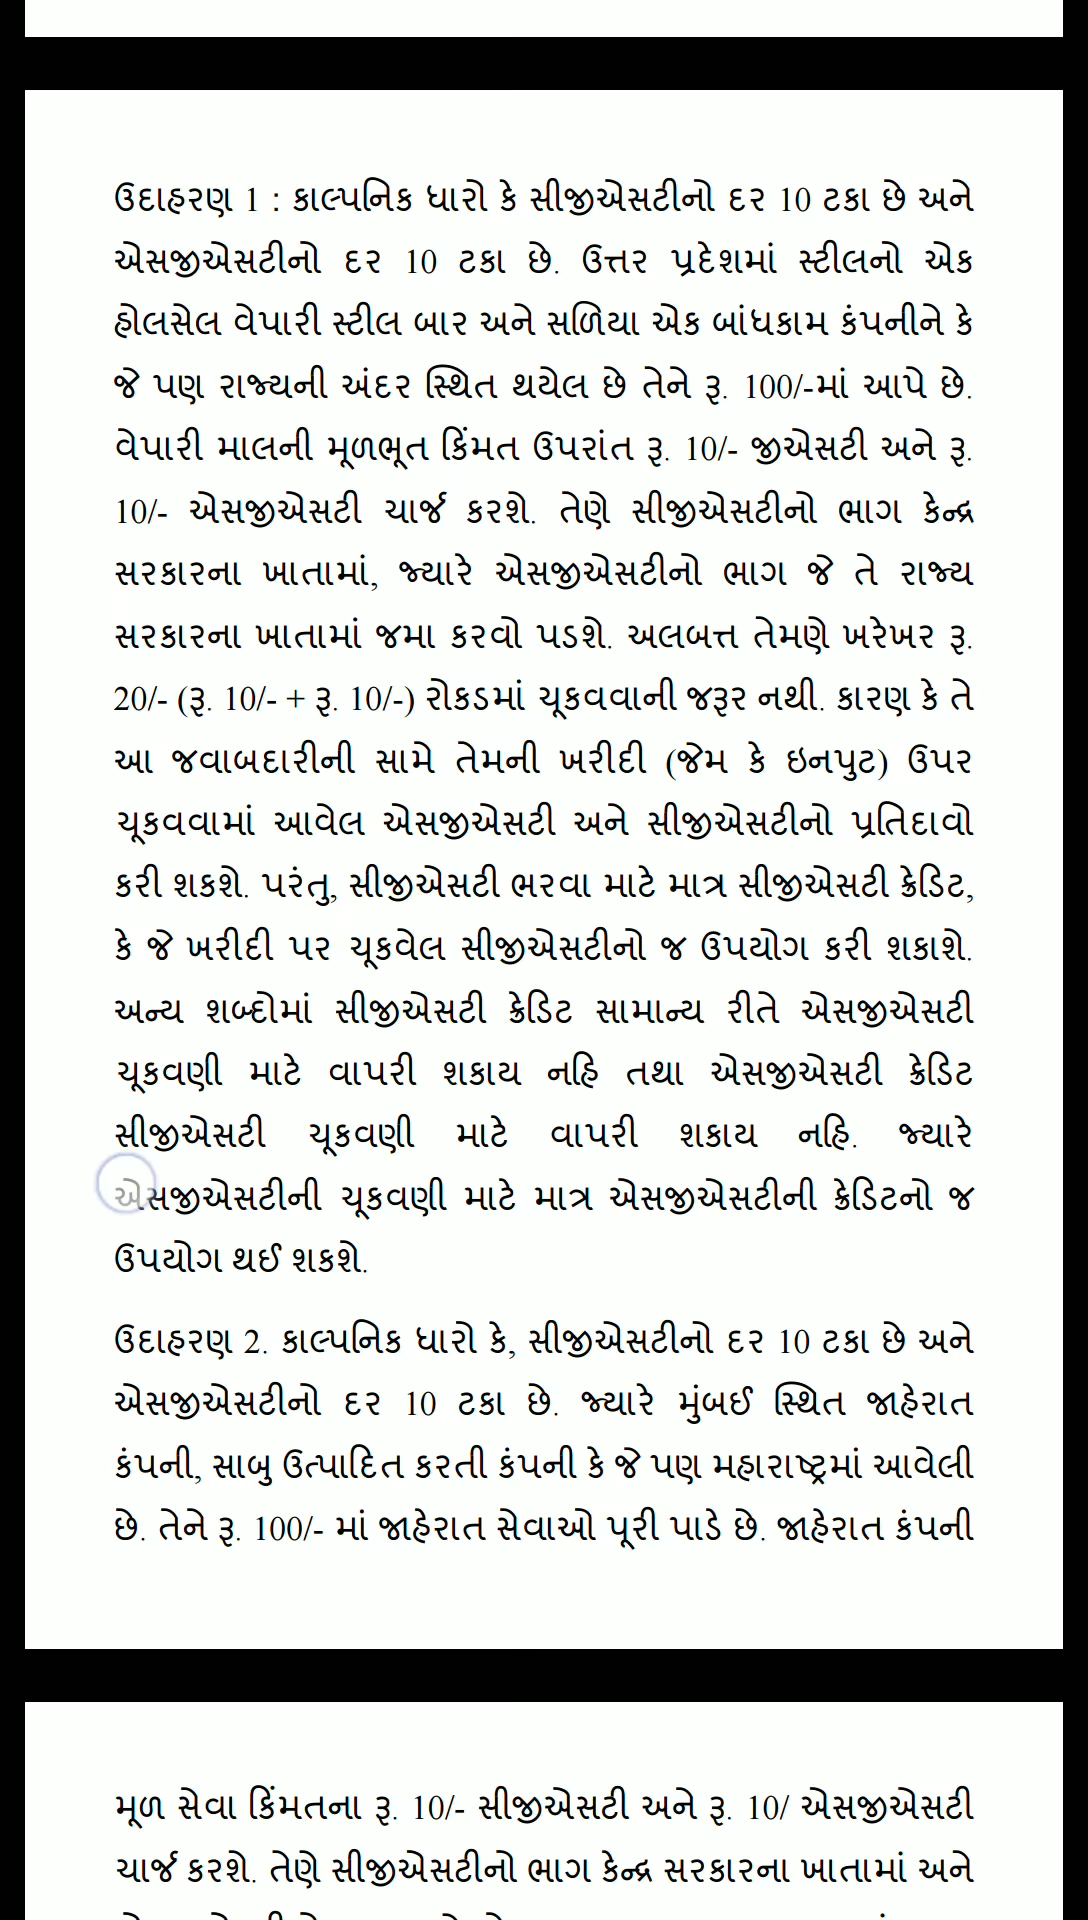 ઉદાહરણ 1 : કાલ્પનિક ધારો કે સીજીએસટીનો દર 10 ટકા છે અને
એસજીએસટીનો દર 10 ટકા છે. ઉત્તર પ્રદેશમાં સ્ટીલનો એક
હોલસેલ વેપારી સ્ટીલ બાર અને સળિયા એક બાંધકામ કંપનીને કે
જે પણ રાજ્યની અંદર સ્થિત થયેલ છે તેને રૂ. 100/-માં આપે છે.
વેપારી માલની મૂળભૂત કિંમત ઉપરાંત રૂ. 10/- જીએસટી અને રૂ.
10/- એસજીએસટી ચાર્જ કરશે. તેણે સીજીએસટીનો ભાગ કેન્દ્ર
સરકારના ખાતામાં, જ્યારે એસજીએસટીનો ભાગ જે તે રાજ્ય
સરકારના ખાતામાં જમા કરવો પડશે. અલબત્ત તેમણે ખરેખર રૂ.
20/- (રૂ. 10/- + રૂ. 10/-) રોકડમાં ચૂકવવાની જરૂર નથી. કારણ કે તે
આ જવાબદારીની સામે તેમની ખરીદી (જેમ કે ઇનપુટ) ઉપર
ચૂકવવામાં આવેલ એસજીએસટી અને સીજીએસટીનો પ્રતિદાવો
કરી શકશે. પરંતુ, સીજીએસટી ભરવા માટે માત્ર સીજીએસટી ક્રેડિટ,
કે જે ખરીદી પર ચૂકવેલ સીજીએસટીનો જ ઉપયોગ કરી શકાશે.
અન્ય શબ્દોમાં સીજીએસટી ક્રેડિટ સામાન્ય રીતે એસજીએસટી
ચૂકવણી માટે વાપરી શકાય નહિ તથા એસજીએસટી ક્રેડિટ
સીજીએસટી ચૂકવણી માટે વાપરી શકાય નહિ. જ્યારે
એસજીએસટીની ચૂકવણી માટે માત્ર એસજીએસટીની ક્રેડિટનો જ
ઉપયોગ થઈ શકશે.
ઉદાહરણ 2. કાલ્પનિક ધારો કે, સીજીએસટીનો દર 10 ટકા છે અને
એસજીએસટીનો દર 10 ટકા છે. જ્યારે મુંબઈ સ્થિત જાહેરાત
કંપની, સાબુ ઉત્પાદિત કરતી કંપની કે જે પણ મહારાષ્ટ્રમાં આવેલી
છે. તેને રૂ. 100/- માં જાહેરાત સેવાઓ પૂરી પાડે છે. જાહેરાત કંપની
મૂળ સેવા કિંમતના રૂ. 10/- સીજીએસટી અને રૂ. 10/ એસજીએસટી
ચાર્જ કરશે. તેણે સીજીએસટીનો ભાગ કેન્દ્ર સરકારના ખાતામાં અને